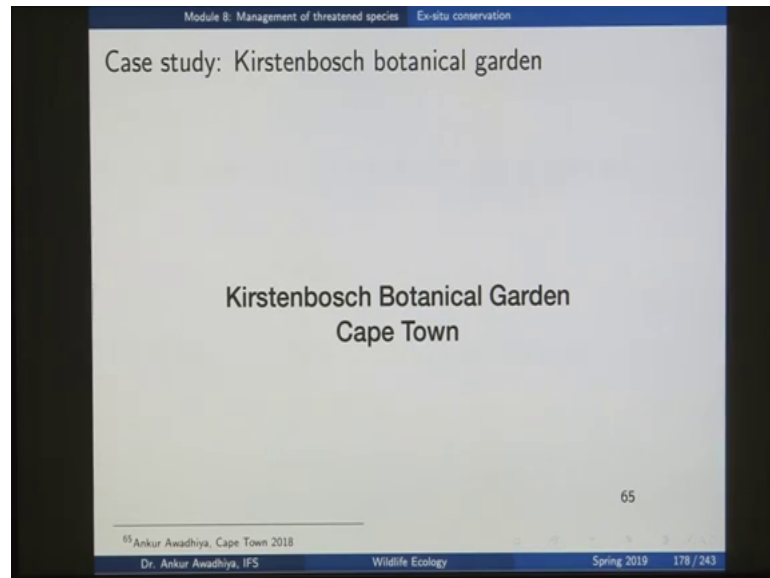 Module 8: Management of threatened species Ex-situ conservation
Case study: Kirstenbosch botanical garden
Kirstenbosch Botanical Garden
Cape Town
65
65 Ankur Awadhiya, Cape Town 2018
Dr. Ankur Awadhiya, IFS Wildlife Ecology Spring 2019 178 / 243